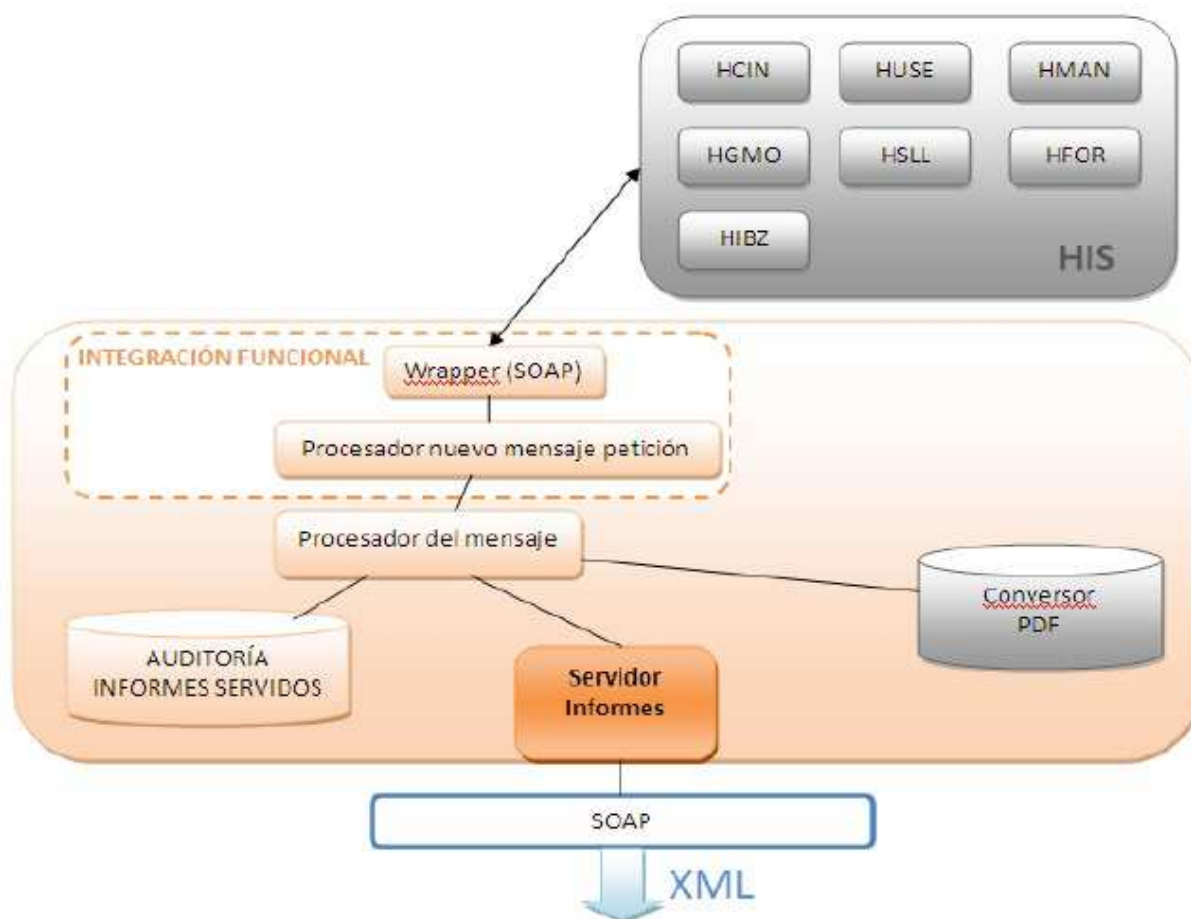 HCIN
HUSE
HMAN
HGMO
HSLL
HFOR
HIBZ
HIS
INTEGRACIÓN FUNCIONAL
Wrapper (SOAP)
Procesador nuevo mensaje petición
Procesador del mensaje
Conversor
PDF
AUDITORÍA
INFORMES SERVIDOS
Servidor
Informes
SOAP
XML